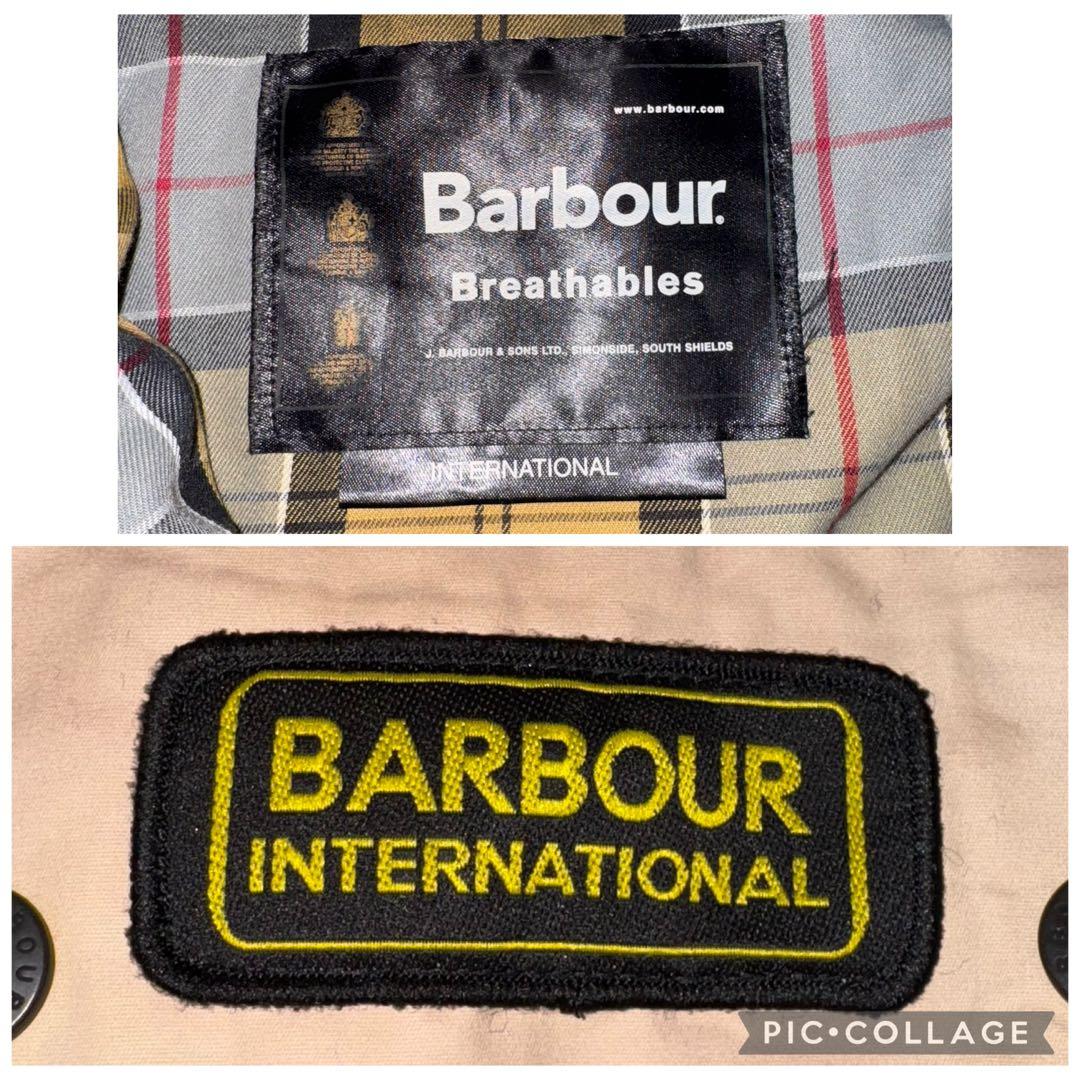 www.barbour.com
Barbour.
Breathables
J. BARBOUR & SONS LTD., SIMONSIDE, SOUTH SHIELDS
INTERNATIONAL
BARBOUR
INTERNATIONAL
PIC•COLLAGE